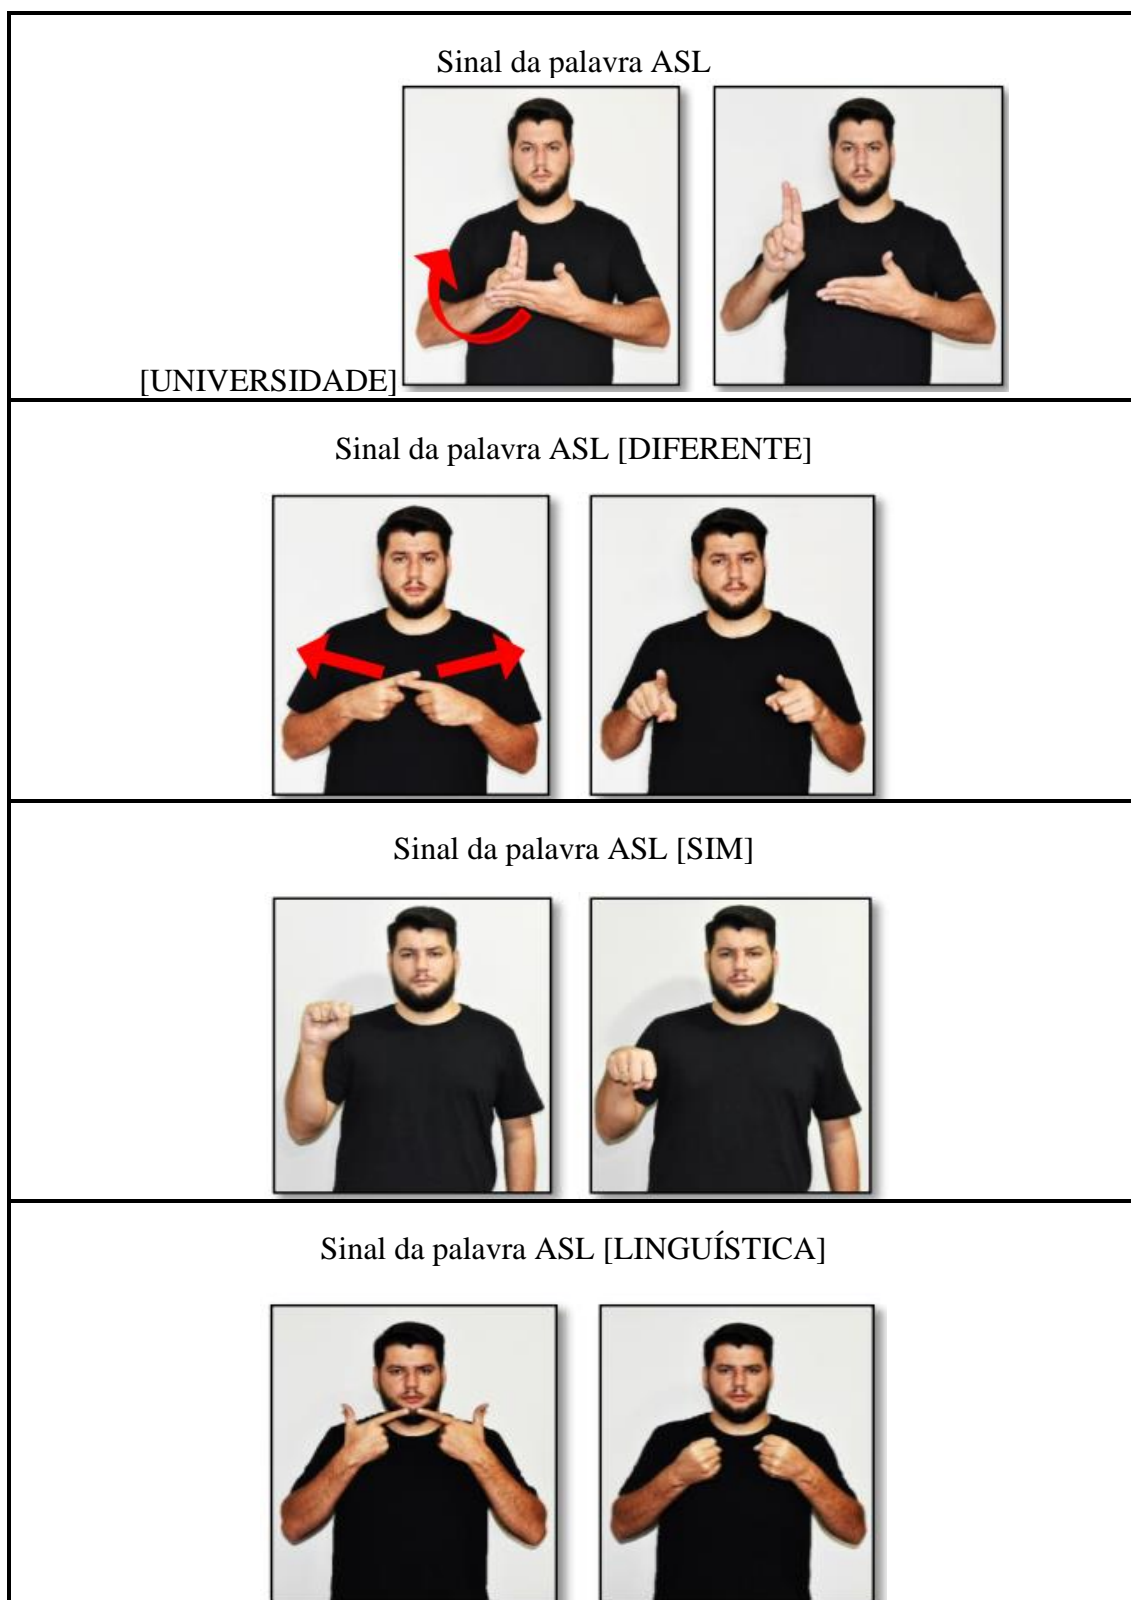 Sinal da palavra ASL
[UNIVERSIDADE]
Sinal da palavra ASL [DIFERENTE]
Sinal da palavra ASL [SIM]
Sinal da palavra ASL [LINGUÍSTICA]